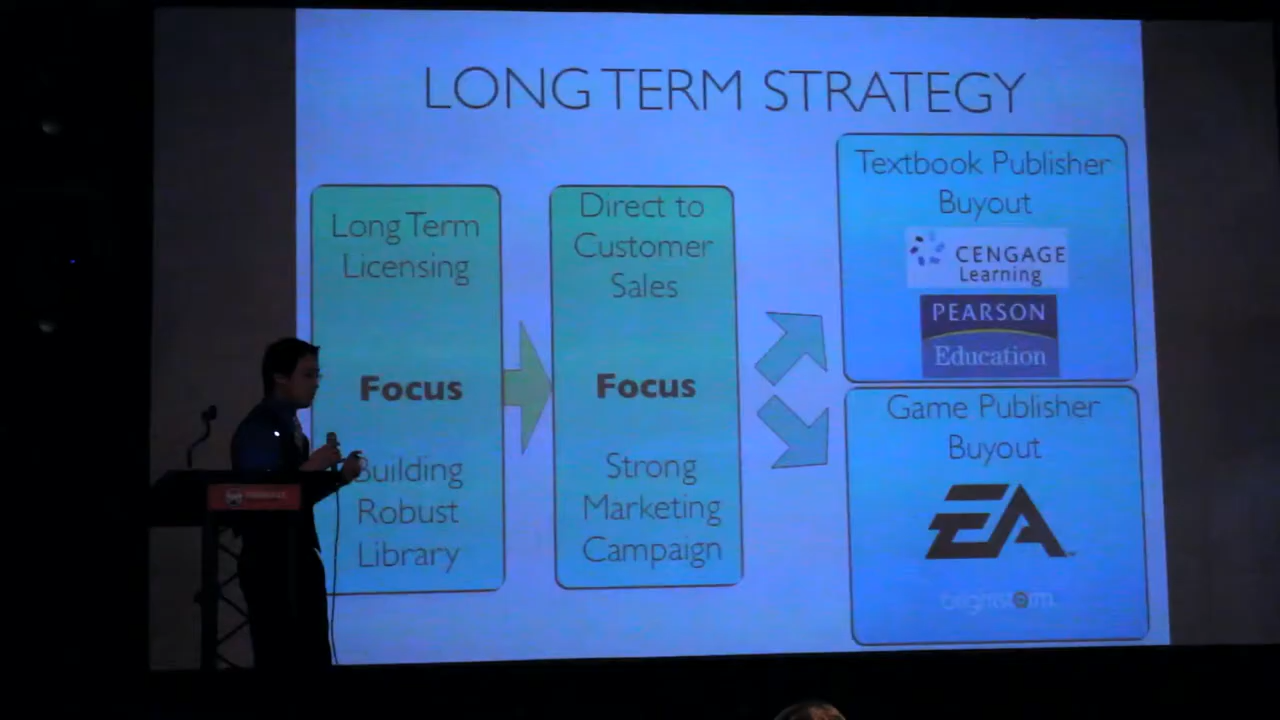 LONG TERM STRATEGY
Long Term
Licensing
Focus
Building
Robust
Library
Direct to
Customer
Sales
Focus
Strong
Marketing
Campaign
Textbook Publisher
Buyout
CENGAGE
Learning
PEARSON
Education
Game Publisher
Buyout
EA